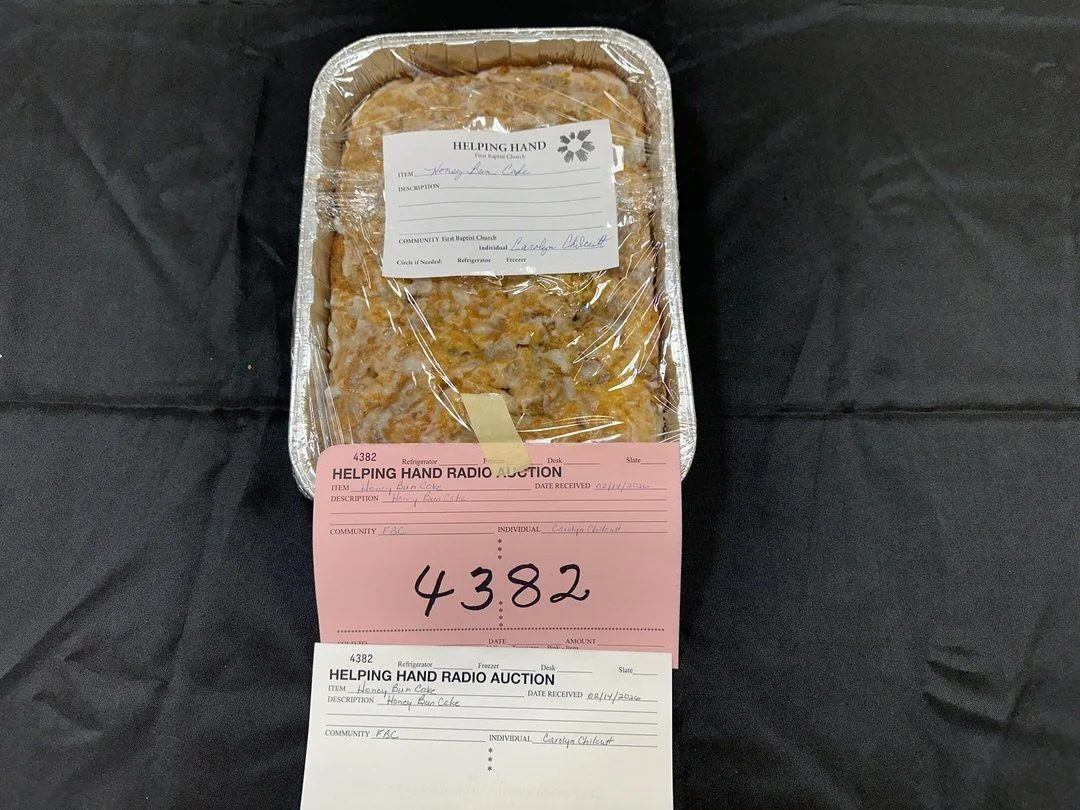 HELPING HAND
First Baptist Church
ITEM Honey Bun Cake
DESCRIPTION
COMMUNITY First Baptist Church
Individual Carolyn Chilcutt
Circle if Needed: Refrigerator Freezer
4382 Refrigerator Freezer Desk Slate
HELPING HAND RADIO AUCTION
ITEM Honey Bun Cake DATE RECEIVED 02/14/2026
DESCRIPTION Honey Bun Cake
COMMUNITY FBC INDIVIDUAL Carolyn Chilcutt
4382
DATE AMOUNT
4382 Refrigerator Freezer Desk Slate
HELPING HAND RADIO AUCTION
ITEM Honey Bun Cake DATE RECEIVED 02/14/2026
DESCRIPTION Honey Bun Cake
COMMUNITY FBC INDIVIDUAL Carolyn Chilcutt